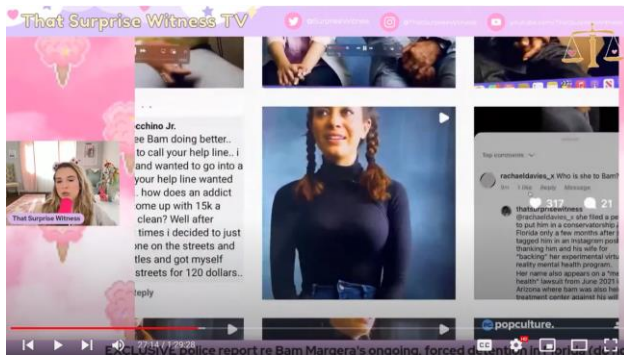 That Surprise Witness TV
@Surprisewitness
. .
cchino Jr.
ee Bam doing better..
to call your help line.. i
and wanted to go into a
your help line wanted
how does an addict
ome up with 15k a
clean? Well after
times i decided to just
one on the streets and
tles and got myself
streets for 120 dollars..
eply
That Surprise Witness
Top comments
rachaeldavies_x Who is she to Bam?
1 like Reply Message
317 21
thatsurprisewitness
@rachaeldavies_x she filed a pe
to put him in a conservatorship
Florida only a few months after
tagged him in an Instagram post
thanking him and his wife for
"backing" her experimental virtu
reality mental health program.
Her name also appears on a "me
health" lawsuit from June 2021 i
Arizona where bam was also he
treatment center against his wil
popculture.
27:14 / 1:29:28
CC
EXCLUSIVE police report re Bam Margera's ongoing, forced detention in